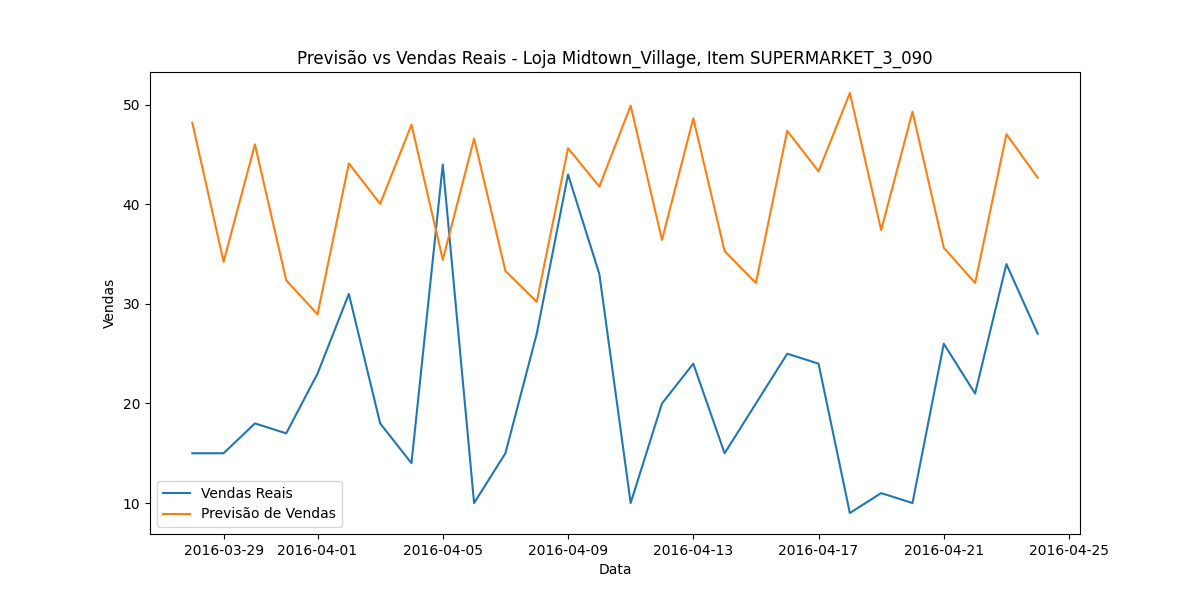 Previsão vs Vendas Reais - Loja Midtown_Village, Item SUPERMARKET_3_090
50
40
30
20
10
Vendas
Vendas Reais
Previsão de Vendas
2016-03-29 2016-04-01 2016-04-05 2016-04-09 2016-04-13 2016-04-17 2016-04-21 2016-04-25
Data